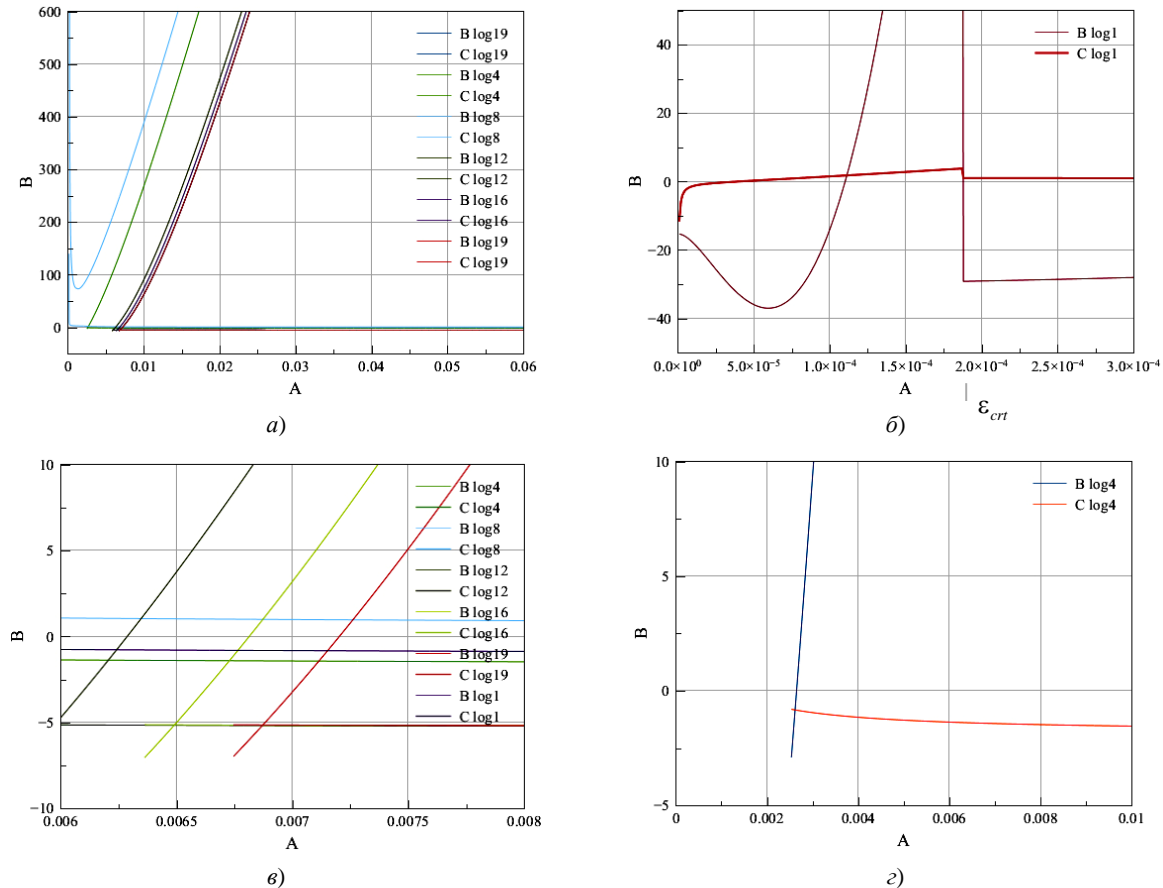 600
500
400
300
200
100
0
B
0
0.01
0.02
0.03
0.04
0.05
0.06
A
B log19
C log19
B log4
C log4
B log8
C log8
B log12
C log12
B log16
C log16
B log19
C log19
а)
40
20
0
−20
−40
B
0.0×10⁰
5.0×10⁻⁵
1.0×10⁻⁴
1.5×10⁻⁴
2.0×10⁻⁴
2.5×10⁻⁴
3.0×10⁻⁴
A
ε_crt
B log1
C log1
б)
10
5
0
−5
−10
B
0.006
0.0065
0.007
0.0075
0.008
A
B log4
C log4
B log8
C log8
B log12
C log12
B log16
C log16
B log19
C log19
B log1
C log1
в)
10
5
0
−5
B
0
0.002
0.004
0.006
0.008
0.01
A
B log4
C log4
г)